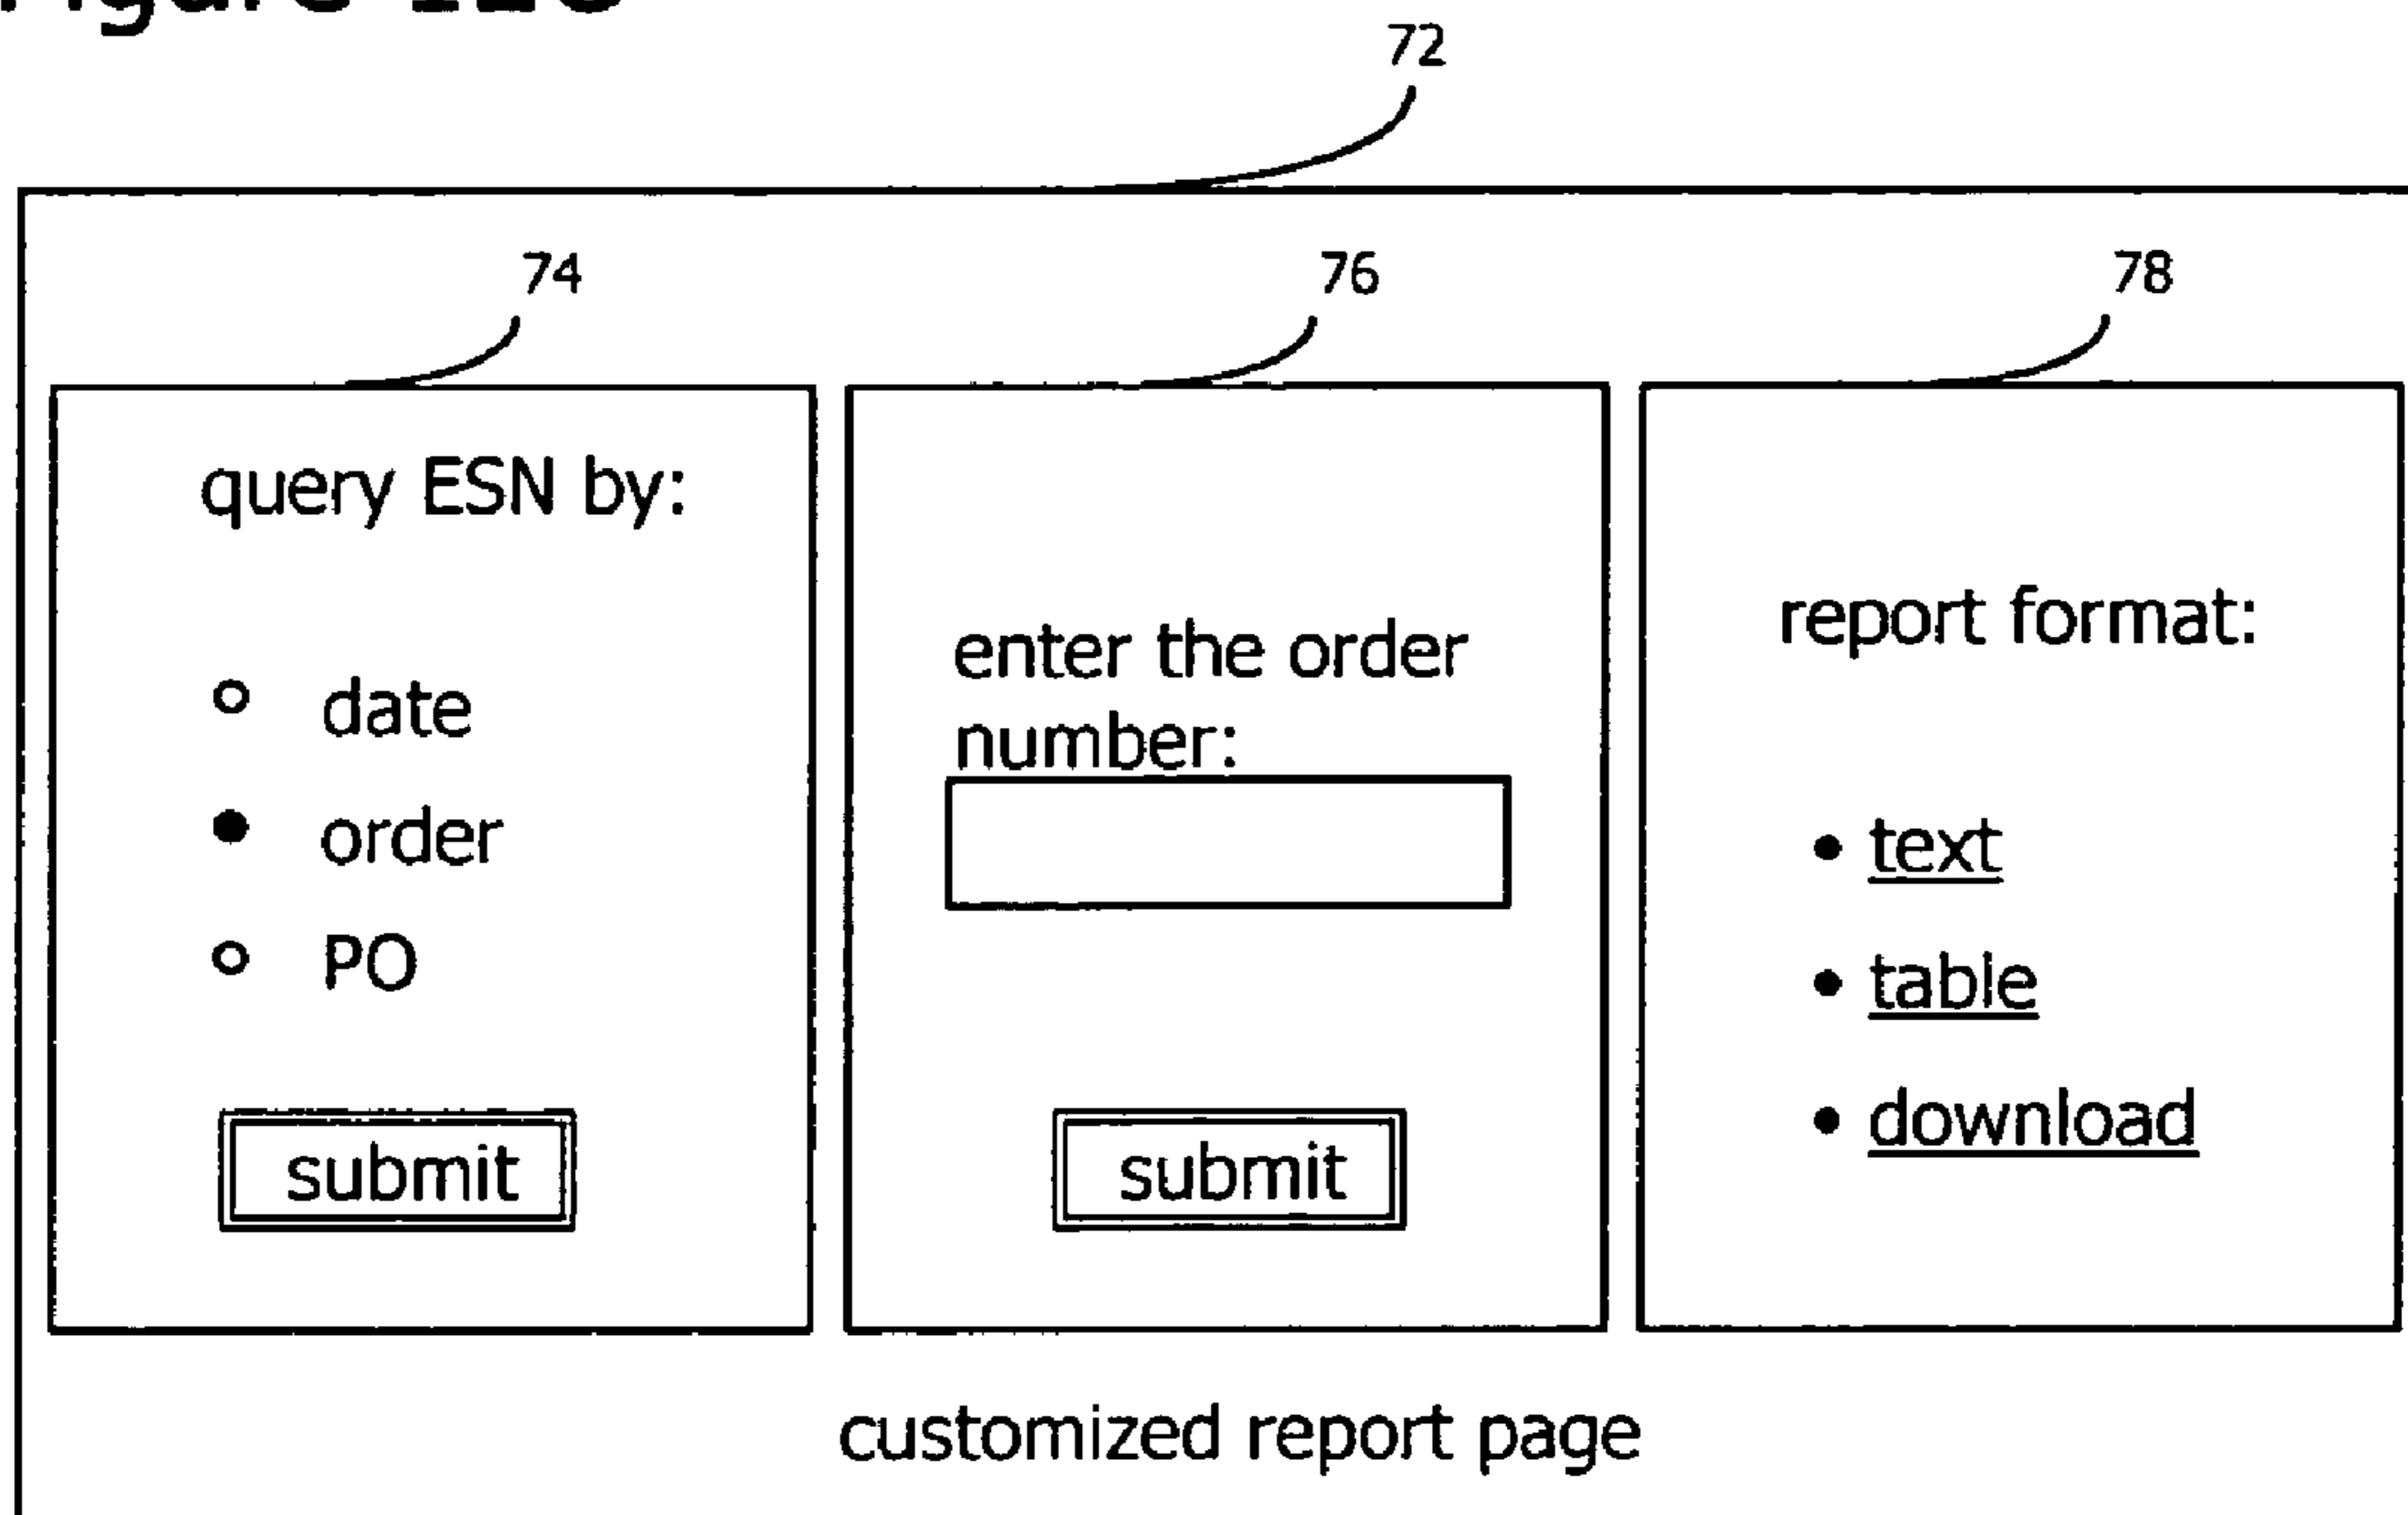 72
74
76
78
query ESN by:
date
order
PO
submit
enter the order
number:
submit
report format:
• text
• table
• download
customized report page